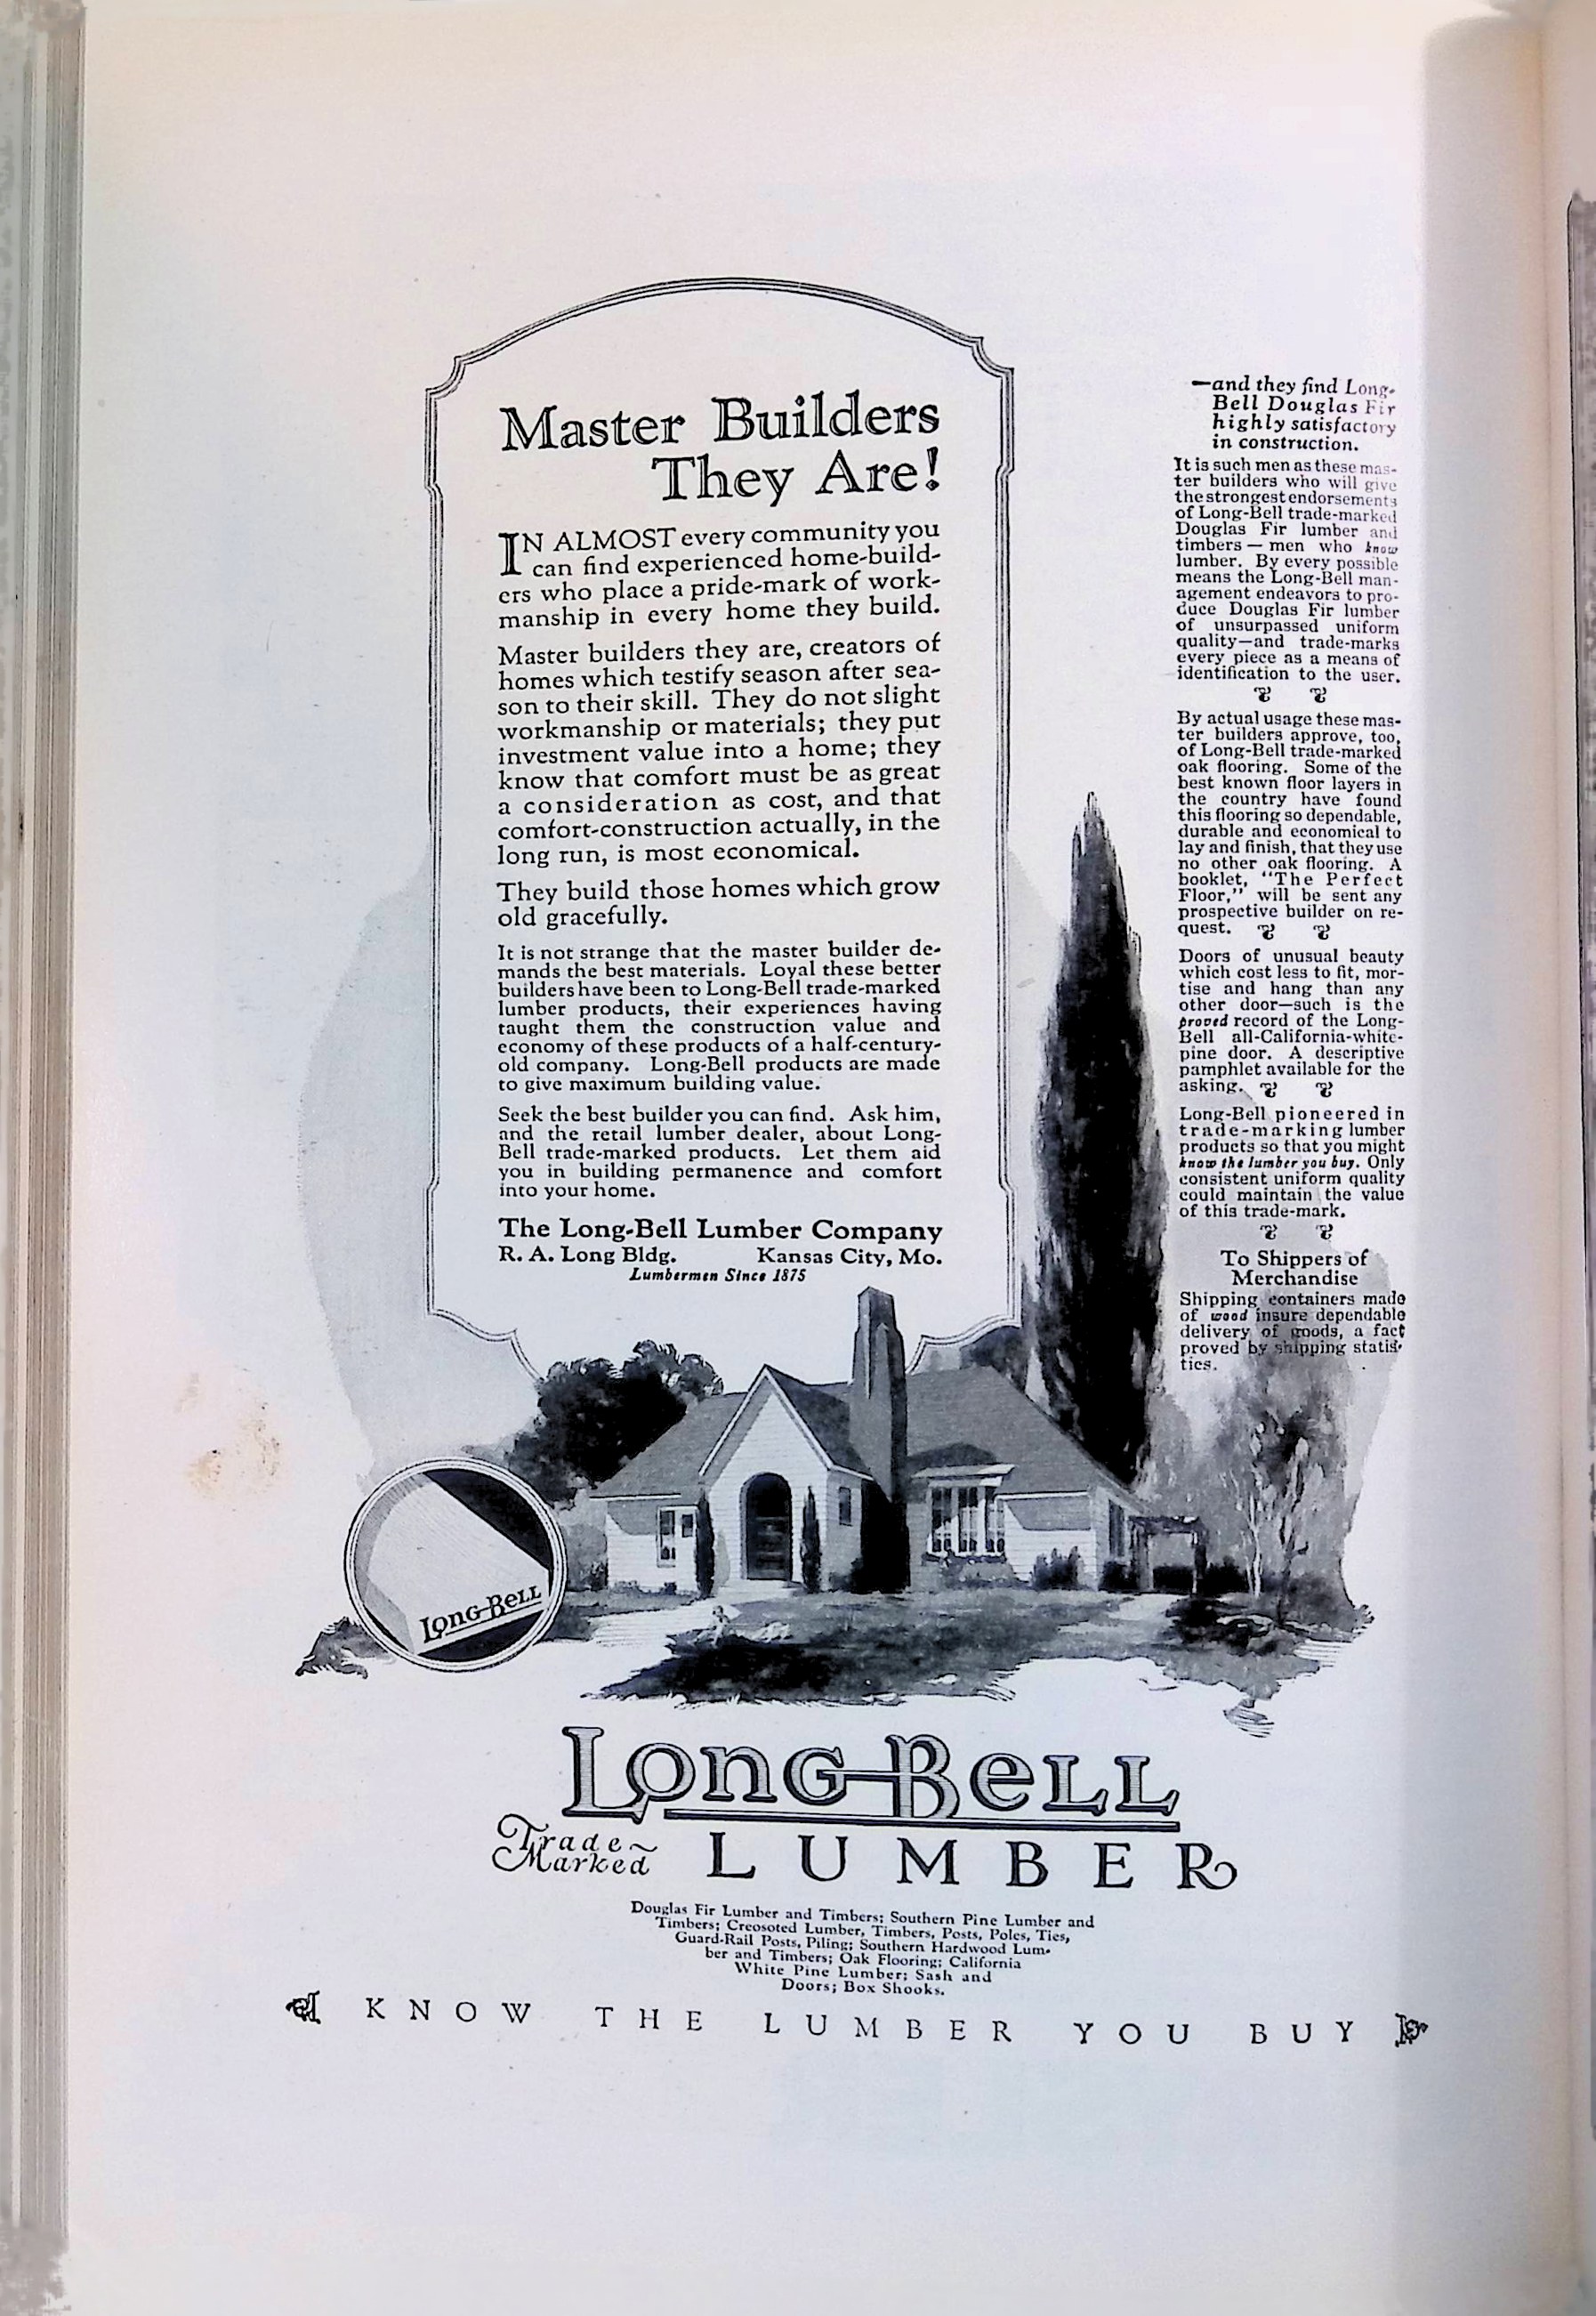 Master Builders
They Are!
IN ALMOST every community you
can find experienced home-build-
ers who place a pride-mark of work-
manship in every home they build.
Master builders they are, creators of
homes which testify season after sea-
son to their skill. They do not slight
workmanship or materials; they put
investment value into a home; they
know that comfort must be as great
a consideration as cost, and that
comfort-construction actually, in the
long run, is most economical.
They build those homes which grow
old gracefully.
It is not strange that the master builder de-
mands the best materials. Loyal these better
builders have been to Long-Bell trade-marked
lumber products, their experiences having
taught them the construction value and
economy of these products of a half-century-
old company. Long-Bell products are made
to give maximum building value.
Seek the best builder you can find. Ask him,
and the retail lumber dealer, about Long-
Bell trade-marked products. Let them aid
you in building permanence and comfort
into your home.
The Long-Bell Lumber Company
R. A. Long Bldg. Kansas City, Mo.
Lumbermen Since 1875
—and they find Long-
Bell Douglas Fir
highly satisfactory
in construction.
It is such men as these mas-
ter builders who will give
the strongest endorsements
of Long-Bell trade-marked
Douglas Fir lumber and
timbers — men who know
lumber. By every possible
means the Long-Bell man-
agement endeavors to pro-
duce Douglas Fir lumber
of unsurpassed uniform
quality—and trade-marks
every piece as a means of
identification to the user.
By actual usage these mas-
ter builders approve, too,
of Long-Bell trade-marked
oak flooring. Some of the
best known floor layers in
the country have found
this flooring so dependable,
durable and economical to
lay and finish, that they use
no other oak flooring. A
booklet, "The Perfect
Floor," will be sent any
prospective builder on re-
quest.
Doors of unusual beauty
which cost less to fit, mor-
tise and hang than any
other door—such is the
proved record of the Long-
Bell all-California-white-
pine door. A descriptive
pamphlet available for the
asking.
Long-Bell pioneered in
trade-marking lumber
products so that you might
know the lumber you buy. Only
consistent uniform quality
could maintain the value
of this trade-mark.
To Shippers of
Merchandise
Shipping containers made
of wood insure dependable
delivery of goods, a fact
proved by shipping statis-
tics.
Long-Bell
Long-Bell
Trade-
Marked
LUMBER
Douglas Fir Lumber and Timbers; Southern Pine Lumber and
Timbers; Creosoted Lumber, Timbers, Posts, Poles, Ties,
Guard-Rail Posts, Piling; Southern Hardwood Lum-
ber and Timbers; Oak Flooring; California
White Pine Lumber; Sash and
Doors; Box Shooks.
KNOW THE LUMBER YOU BUY